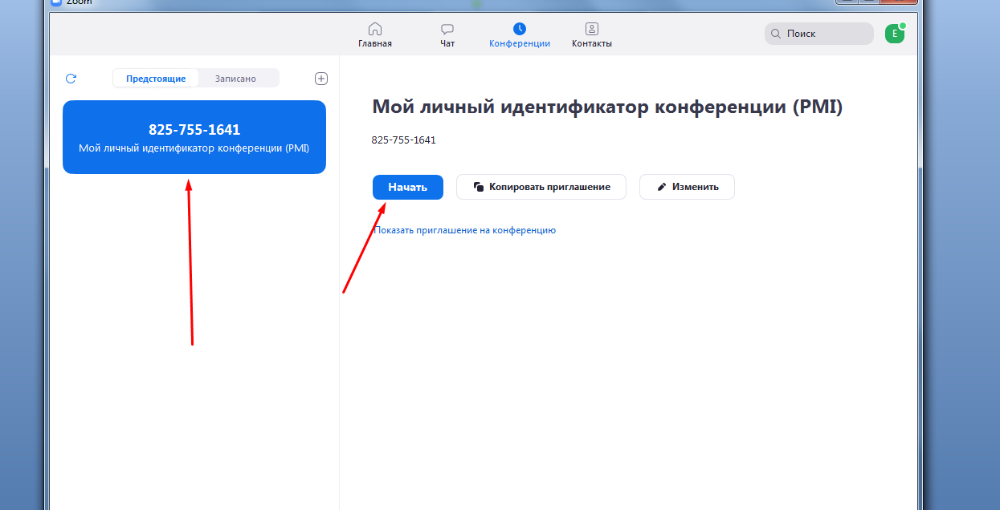 Zoom
Главная
Чат
Конференции
Контакты
Поиск
E
Предстоящие
Записано
825-755-1641
Мой личный идентификатор конференции (PMI)
Мой личный идентификатор конференции (PMI)
825-755-1641
Начать
Копировать приглашение
Изменить
Показать приглашение на конференцию